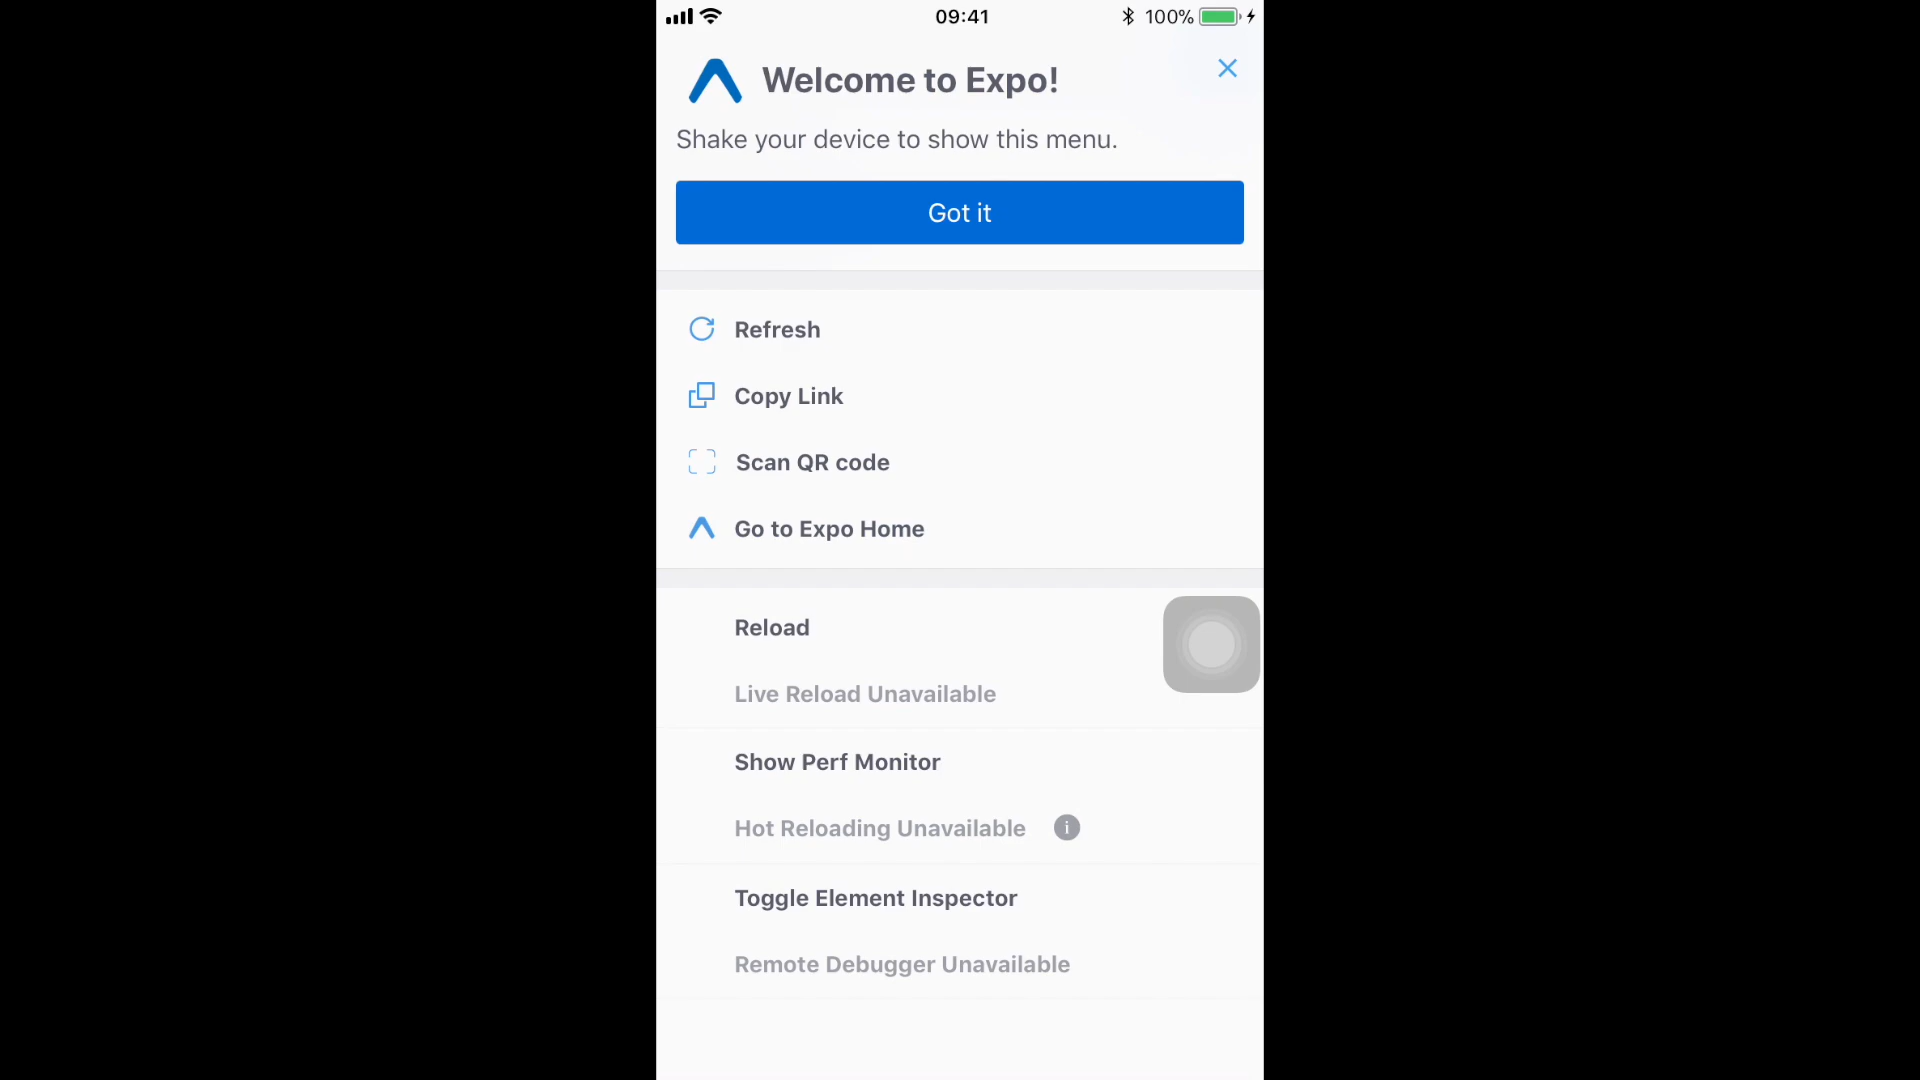 09:41
100%
Welcome to Expo!
Shake your device to show this menu.
Got it
Refresh
Copy Link
Scan QR code
Go to Expo Home
Reload
Live Reload Unavailable
Show Perf Monitor
Hot Reloading Unavailable
Toggle Element Inspector
Remote Debugger Unavailable